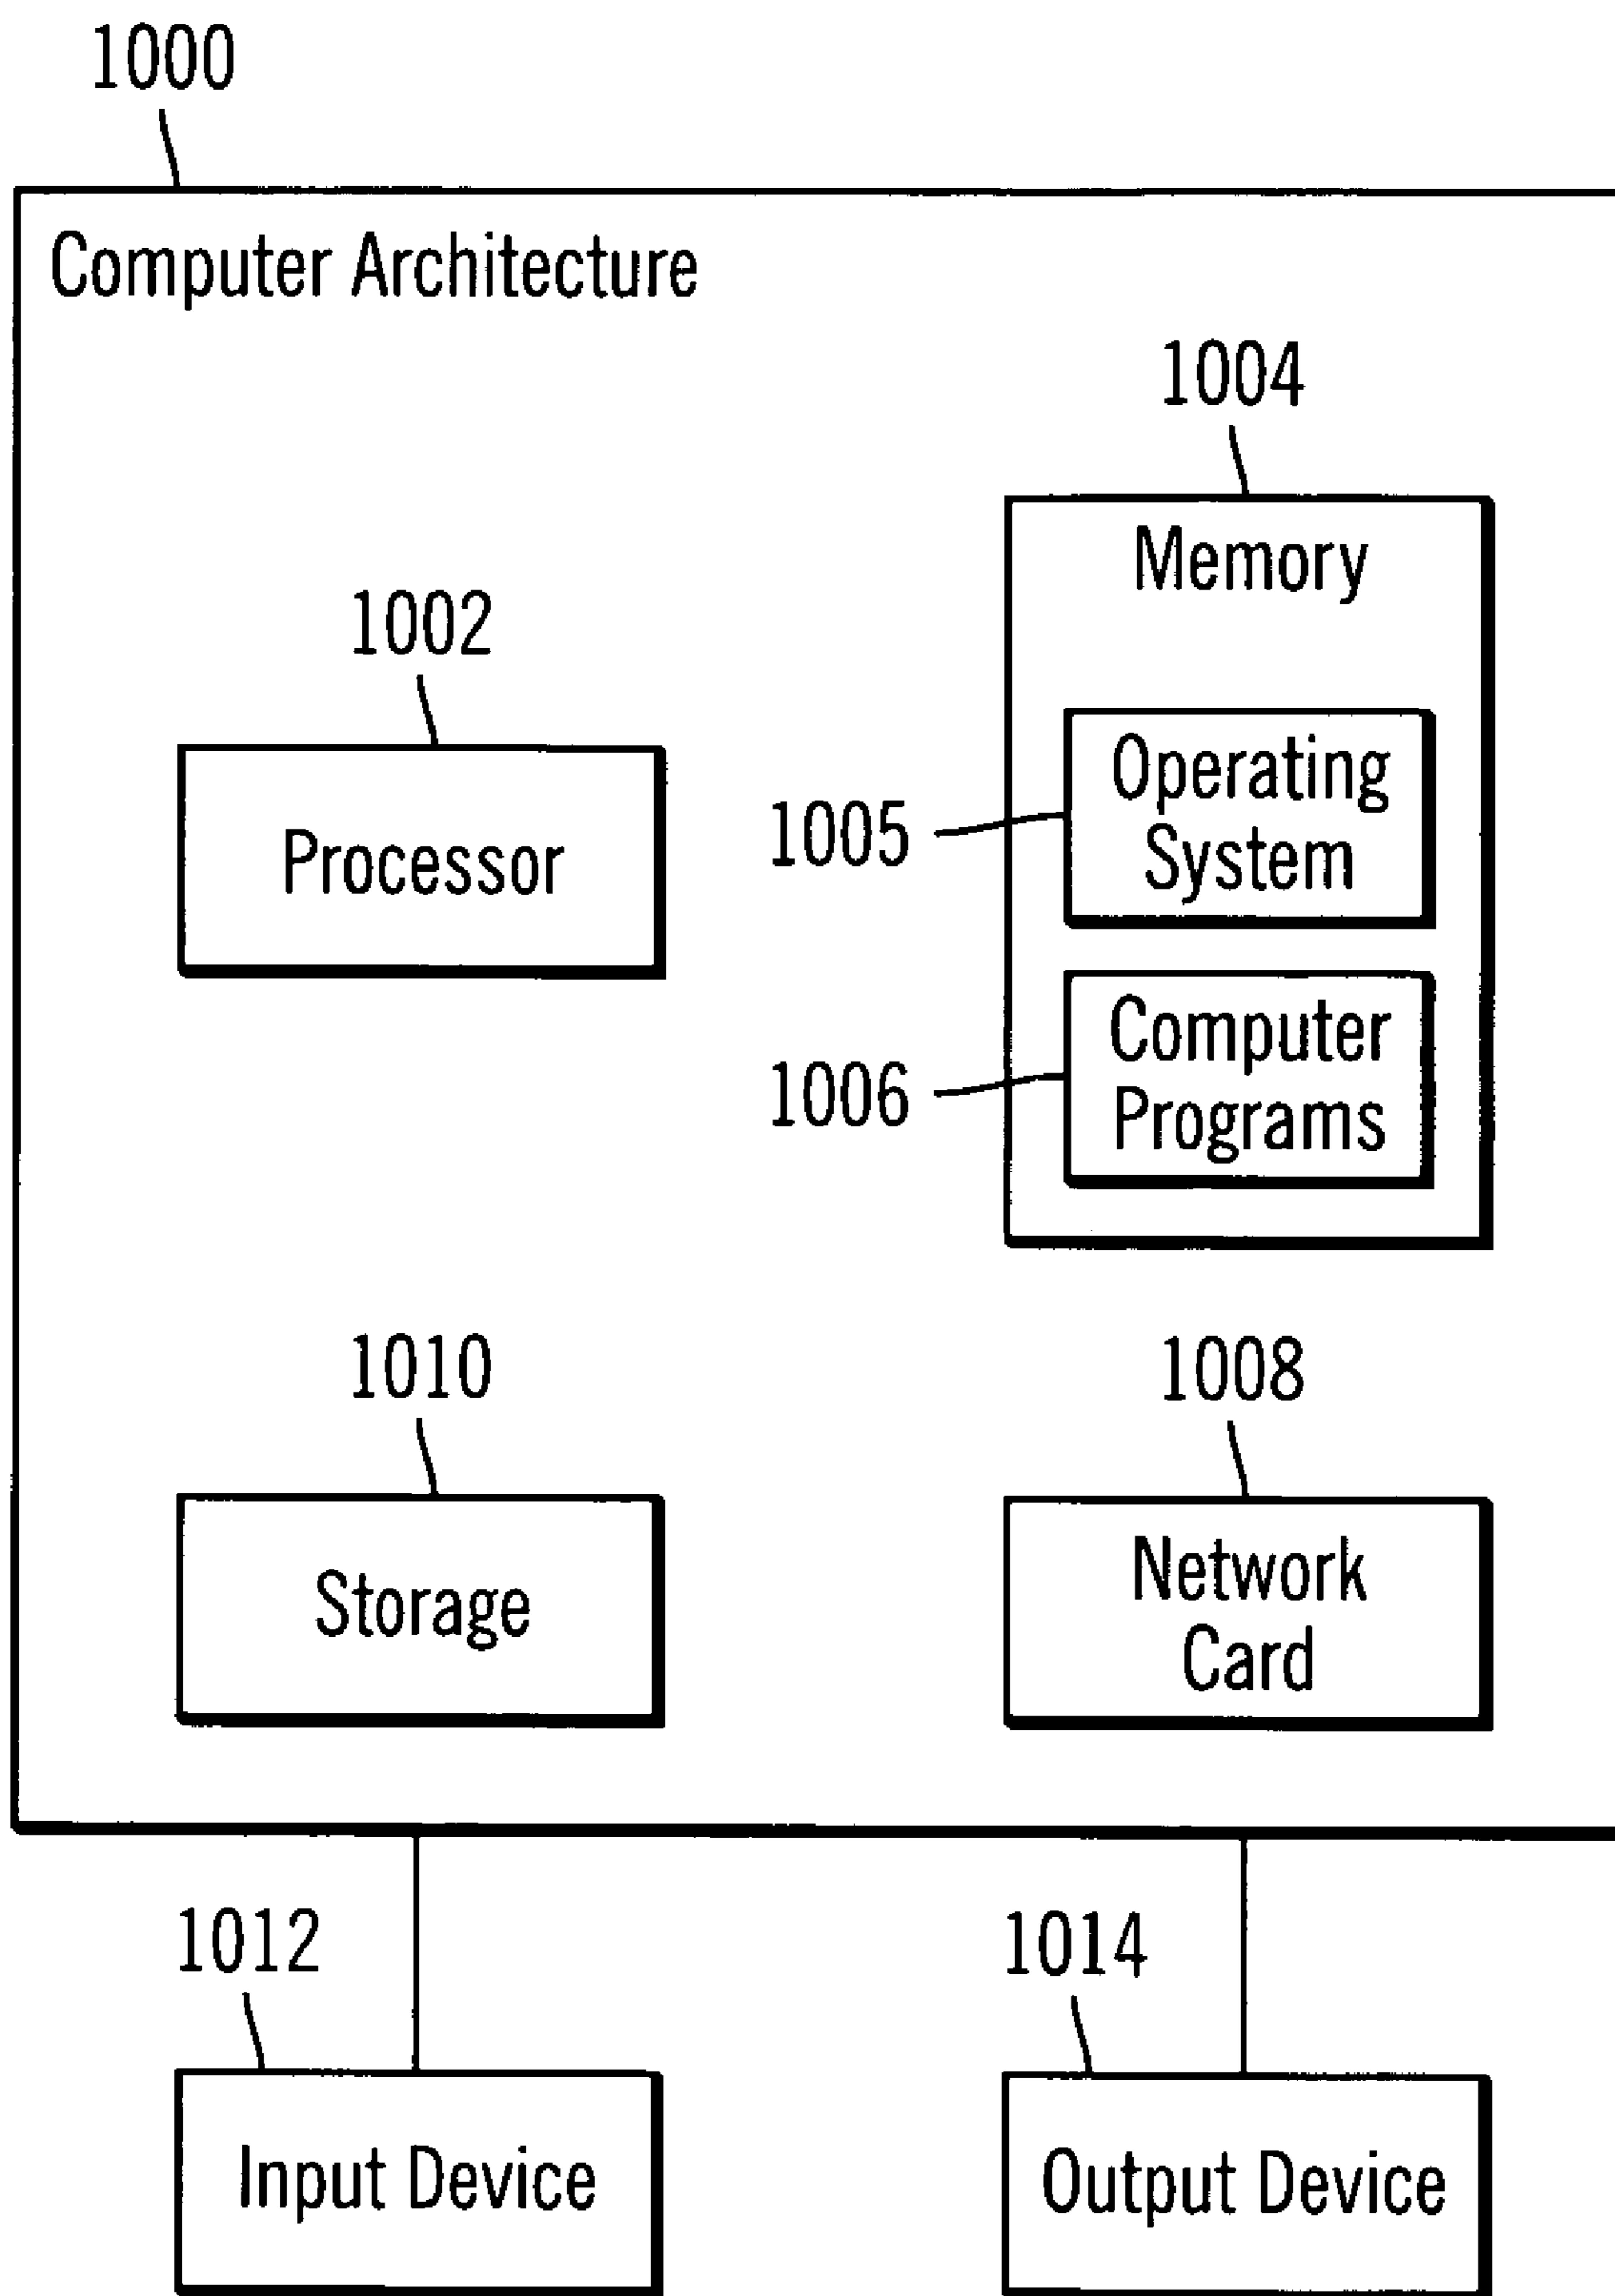 1000
Computer Architecture
1004
Memory
1002
Operating
System
1005
Processor
Computer
Programs
1006
1010
1008
Storage
Network
Card
1012
1014
Input Device
Output Device